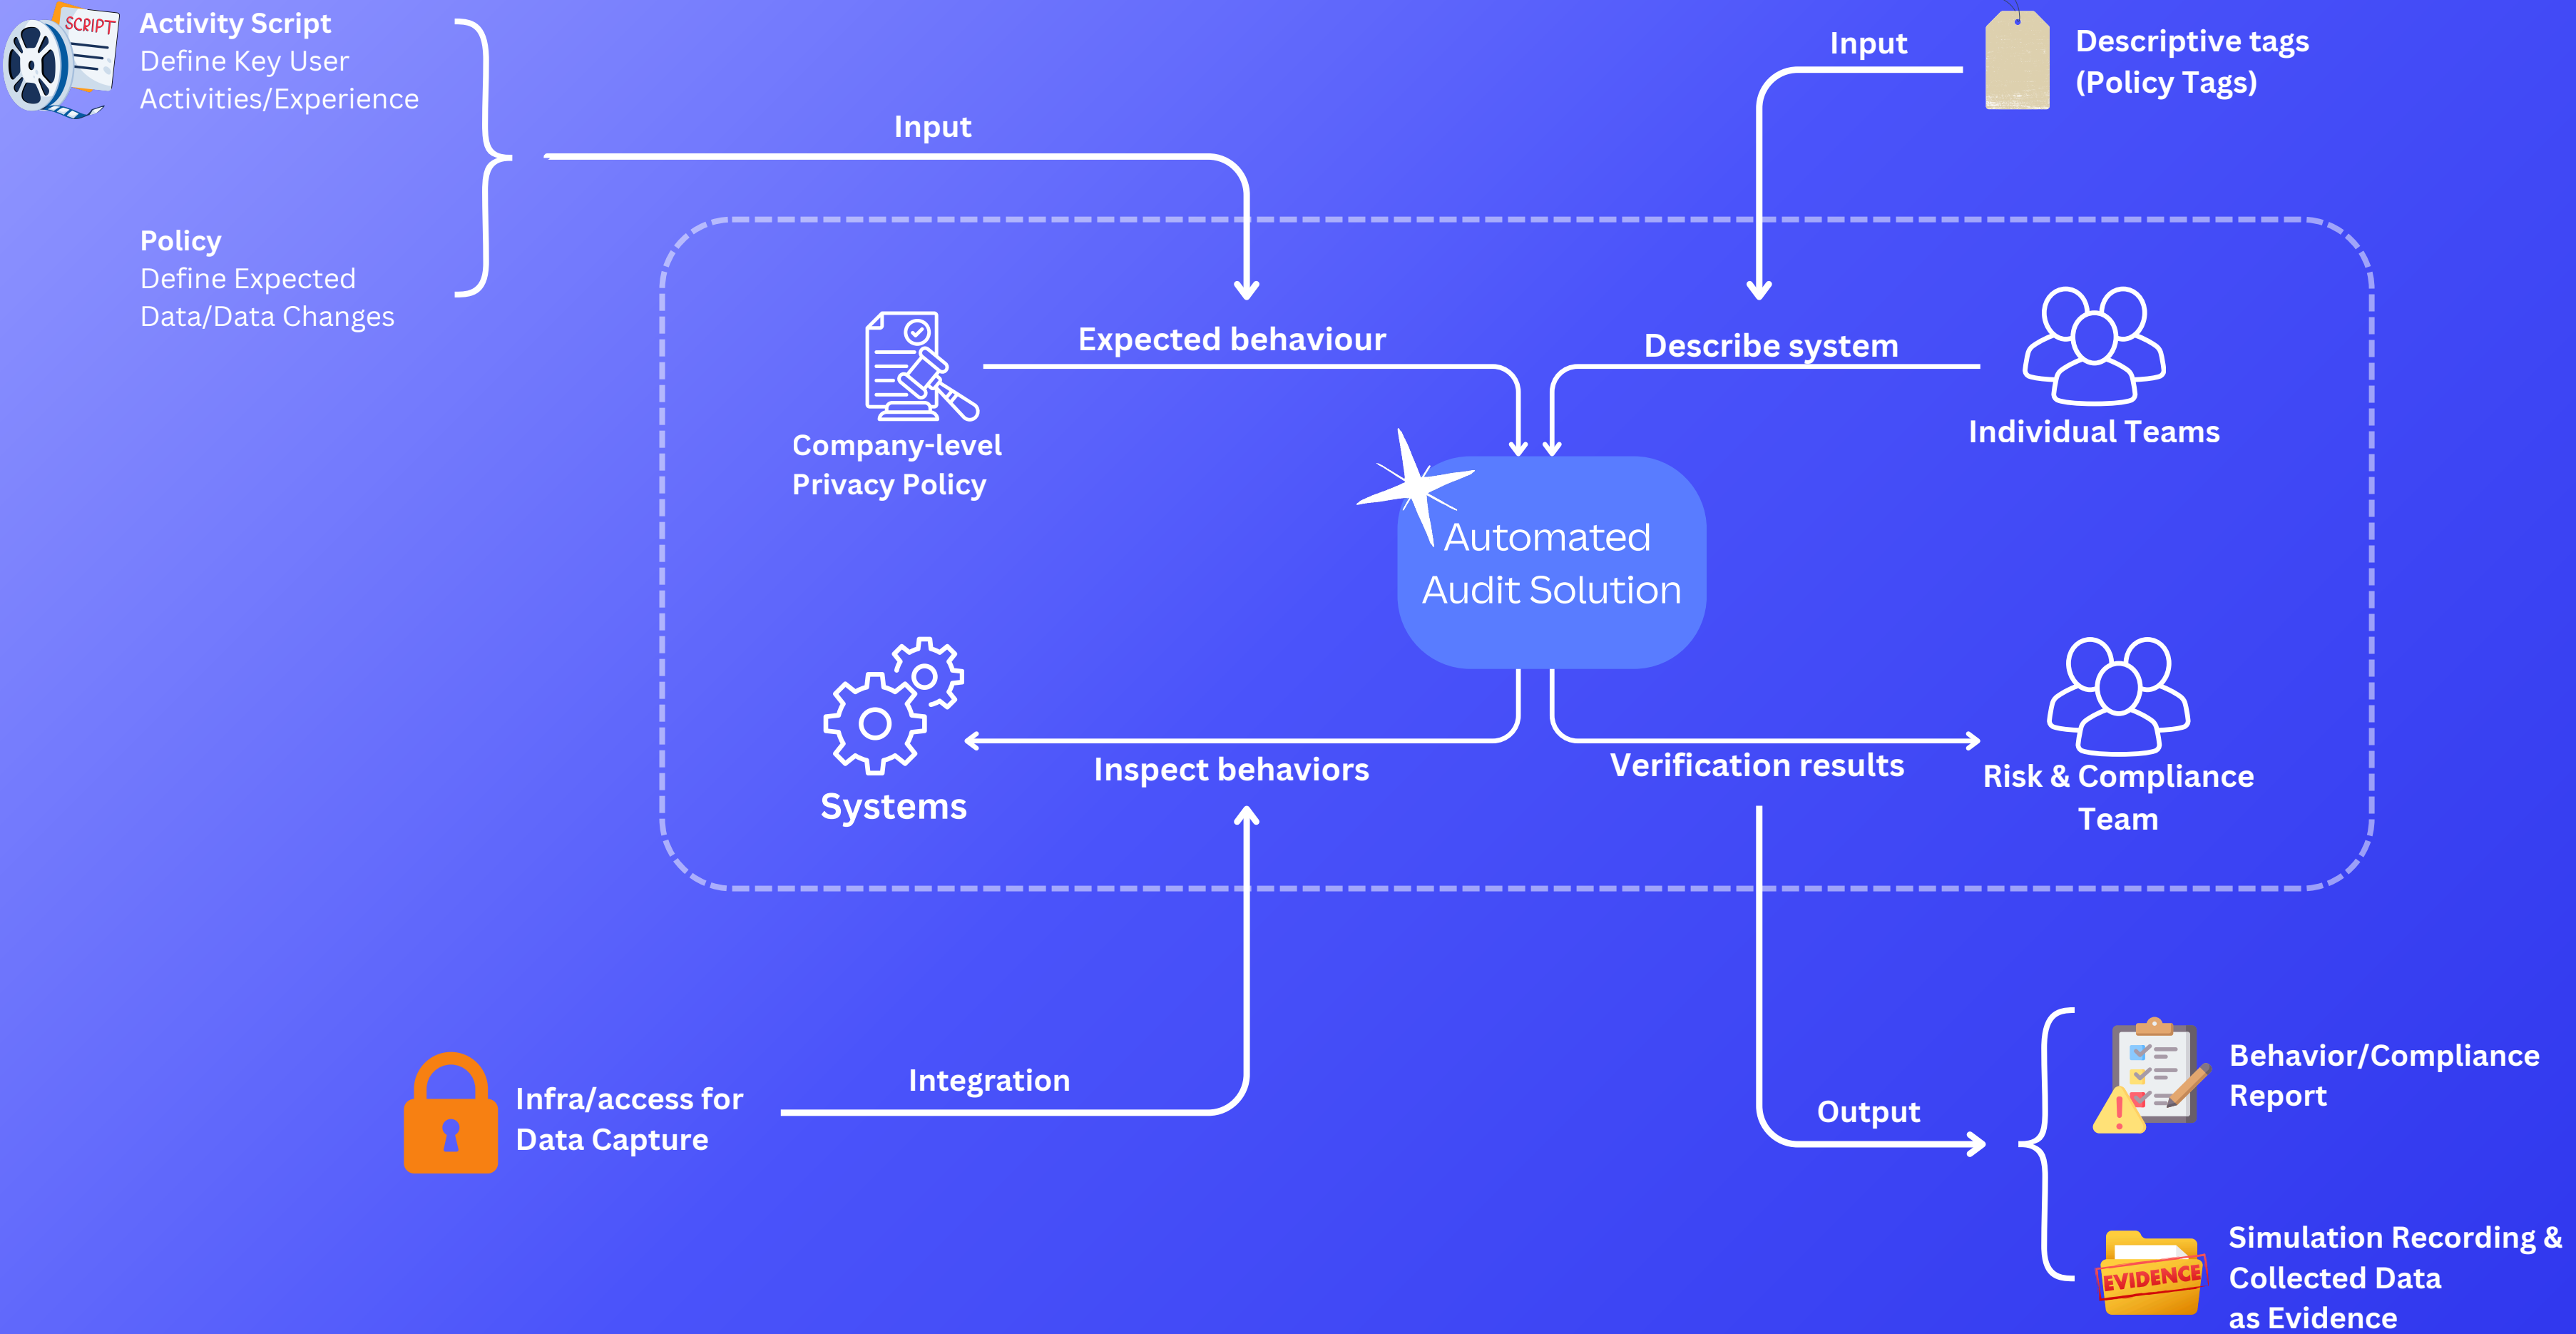 SCRIPT
Activity Script
Define Key User
Activities/Experience
Policy
Define Expected
Data/Data Changes
Input
Input
Descriptive tags
(Policy Tags)
Expected behaviour
Describe system
Company-level
Privacy Policy
Individual Teams
Automated
Audit Solution
Systems
Inspect behaviors
Verification results
Risk & Compliance
Team
Infra/access for
Data Capture
Integration
Output
Behavior/Compliance
Report
EVIDENCE
Simulation Recording &
Collected Data
as Evidence